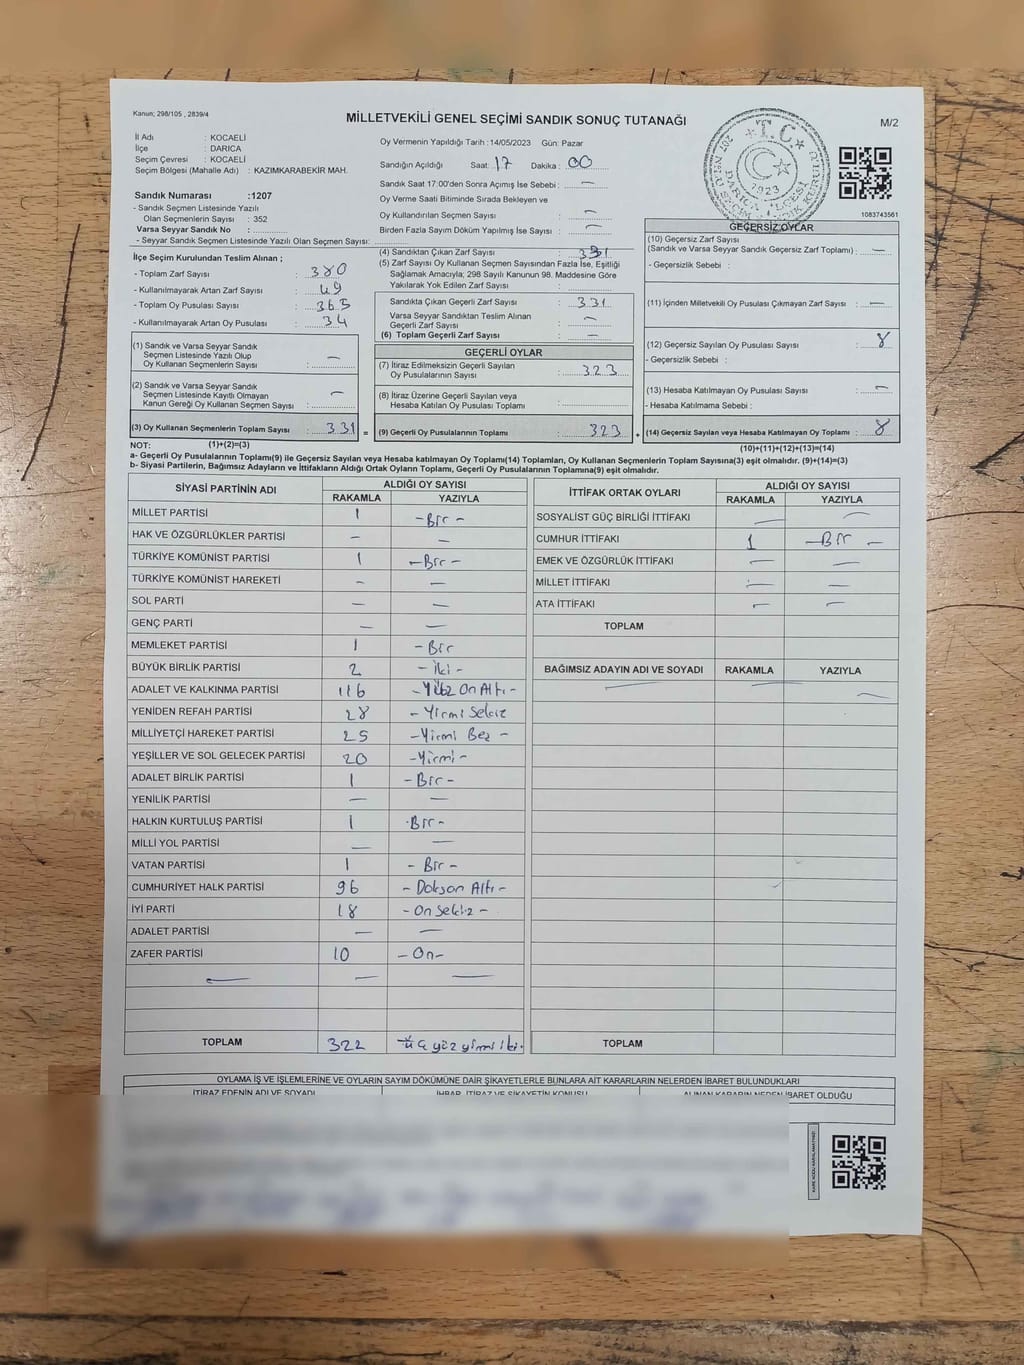 Kanun; 298/105 , 2839/4
MİLLETVEKİLİ GENEL SEÇİMİ SANDIK SONUÇ TUTANAĞI
M/2
İl Adı : KOCAELİ
İlçe : DARICA
Seçim Çevresi : KOCAELİ
Seçim Bölgesi (Mahalle Adı) : KAZIMKARABEKİR MAH.
Sandık Numarası :1207
- Sandık Seçmen Listesinde Yazılı
Olan Seçmenlerin Sayısı : 352
Varsa Seyyar Sandık No :
- Seyyar Sandık Seçmen Listesinde Yazılı Olan Seçmen Sayısı:
Oy Vermenin Yapıldığı Tarih : 14/05/2023 Gün: Pazar
Sandığın Açıldığı Saat: 17 Dakika : 00
Sandık Saat 17:00'den Sonra Açımış İse Sebebi : —
Oy Verme Saati Bitiminde Sırada Bekleyen ve
Oy Kullandırılan Seçmen Sayısı : —
Birden Fazla Sayım Döküm Yapılmış İse Sayısı : —
T.C.
DARICA İLÇESİ
1923
1083743561
İlçe Seçim Kurulundan Teslim Alınan ;
- Toplam Zarf Sayısı : 380
- Kullanılmayarak Artan Zarf Sayısı : 49
- Toplam Oy Pusulası Sayısı : 365
- Kullanılmayarak Artan Oy Pusulası : 34
(4) Sandıktan Çıkan Zarf Sayısı : 331
(5) Zarf Sayısı Oy Kullanan Seçmen Sayısından Fazla İse, Eşitliği
Sağlamak Amacıyla; 298 Sayılı Kanunun 98. Maddesine Göre
Yakılarak Yok Edilen Zarf Sayısı :
Sandıkta Çıkan Geçerli Zarf Sayısı : 331
Varsa Seyyar Sandıktan Teslim Alınan
Geçerli Zarf Sayısı : —
(6) Toplam Geçerli Zarf Sayısı : —
GEÇERSİZ OYLAR
(10) Geçersiz Zarf Sayısı
(Sandık ve Varsa Seyyar Sandık Geçersiz Zarf Toplamı) : —
- Geçersizlik Sebebi :
(11) İçinden Milletvekili Oy Pusulası Çıkmayan Zarf Sayısı : —
(12) Geçersiz Sayılan Oy Pusulası Sayısı : 8
- Geçersizlik Sebebi :
(13) Hesaba Katılmayan Oy Pusulası Sayısı : —
- Hesaba Katılmama Sebebi :
(14) Geçersiz Sayılan veya Hesaba Katılmayan Oy Toplamı : 8
(10)+(11)+(12)+(13)=(14)
(1) Sandık ve Varsa Seyyar Sandık
Seçmen Listesinde Yazılı Olup
Oy Kullanan Seçmenlerin Sayısı : —
(2) Sandık ve Varsa Seyyar Sandık
Seçmen Listesinde Kayıtlı Olmayan
Kanun Gereği Oy Kullanan Seçmen Sayısı : —
(3) Oy Kullanan Seçmenlerin Toplam Sayısı : 331 =
GEÇERLİ OYLAR
(7) İtiraz Edilmeksizin Geçerli Sayılan
Oy Pusulalarının Sayısı : 323
(8) İtiraz Üzerine Geçerli Sayılan veya
Hesaba Katılan Oy Pusulası Toplamı :
(9) Geçerli Oy Pusulalarının Toplamı : 323 +
NOT: (1)+(2)=(3)
a- Geçerli Oy Pusulalarının Toplamı(9) ile Geçersiz Sayılan veya Hesaba katılmayan Oy Toplamı(14) Toplamları, Oy Kullanan Seçmenlerin Toplam Sayısına(3) eşit olmalıdır. (9)+(14)=(3)
b- Siyasi Partilerin, Bağımsız Adayların ve İttifakların Aldığı Ortak Oyların Toplamı, Geçerli Oy Pusulalarının Toplamına(9) eşit olmalıdır.
SİYASİ PARTİNİN ADI ALDIĞI OY SAYISI
RAKAMLA YAZIYLA
MİLLET PARTİSİ 1 -Bir-
HAK VE ÖZGÜRLÜKLER PARTİSİ — —
TÜRKİYE KOMÜNİST PARTİSİ 1 -Bir-
TÜRKİYE KOMÜNİST HAREKETİ — —
SOL PARTİ — —
GENÇ PARTİ — —
MEMLEKET PARTİSİ 1 -Bir
BÜYÜK BİRLİK PARTİSİ 2 -iki-
ADALET VE KALKINMA PARTİSİ 116 -Yüz On Altı-
YENİDEN REFAH PARTİSİ 28 -Yirmi Sekiz
MİLLİYETÇİ HAREKET PARTİSİ 25 -Yirmi Beş-
YEŞİLLER VE SOL GELECEK PARTİSİ 20 -Yirmi-
ADALET BİRLİK PARTİSİ 1 -Bir-
YENİLİK PARTİSİ — —
HALKIN KURTULUŞ PARTİSİ 1 -Bir-
MİLLİ YOL PARTİSİ — —
VATAN PARTİSİ 1 -Bir-
CUMHURİYET HALK PARTİSİ 96 -Doksan Altı-
İYİ PARTİ 18 -On Sekiz-
ADALET PARTİSİ — —
ZAFER PARTİSİ 10 -On-
— — —
TOPLAM 322 üç yüz yirmi iki.
İTTİFAK ORTAK OYLARI ALDIĞI OY SAYISI
RAKAMLA YAZIYLA
SOSYALİST GÜÇ BİRLİĞİ İTTİFAKI — —
CUMHUR İTTİFAKI 1 -Bir-
EMEK VE ÖZGÜRLÜK İTTİFAKI — —
MİLLET İTTİFAKI — —
ATA İTTİFAKI — —
TOPLAM
BAĞIMSIZ ADAYIN ADI VE SOYADI RAKAMLA YAZIYLA
— — —
TOPLAM
OYLAMA İŞ VE İŞLEMLERİNE VE OYLARIN SAYIM DÖKÜMÜNE DAİR ŞİKAYETLERLE BUNLARA AİT KARARLARIN NELERDEN İBARET BULUNDUKLARI
İTİRAZ EDENİN ADI VE SOYADI İHBAR, İTİRAZ VE ŞİKAYETİN KONUSU ALINAN KARARIN NEDEN İBARET OLDUĞU